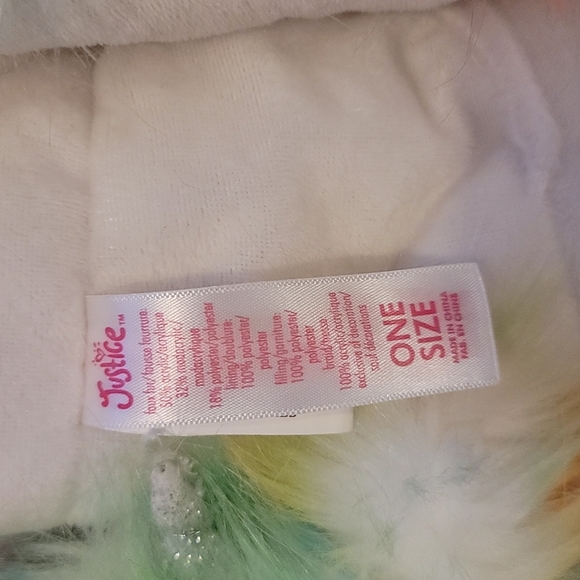 Justice™
faux fur/fausse fourrure:
50% acrylic/acrylique
32% modacrylic/
modacrylique
18% polyester/polyester
lining/doublure:
100% polyester/
polyester
filling/garniture:
100% polyester/
polyester
braid/tresse:
100% acrylic/acrylique
exclusive of decoration/
sauf décorations
ONE
SIZE
MADE IN CHINA
FAB. EN CHINE